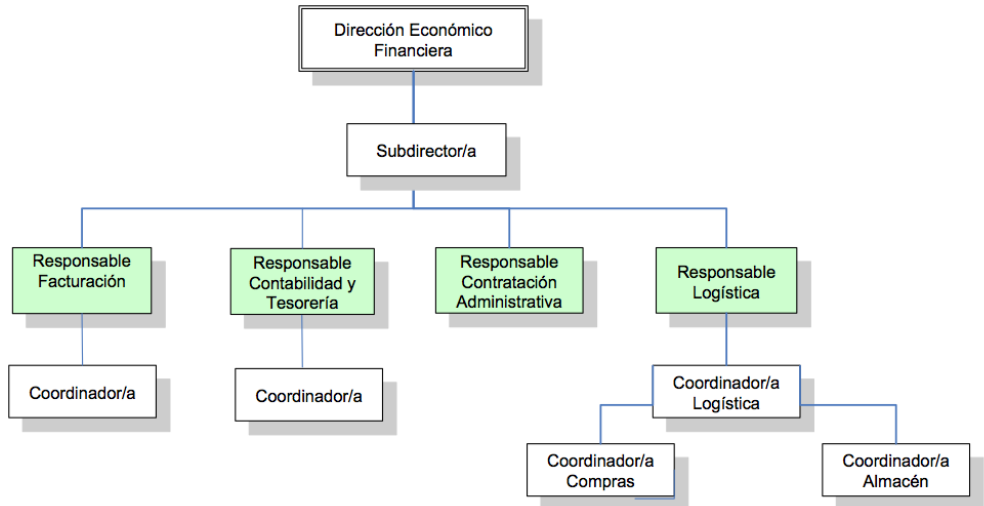 Dirección Económico
Financiera
Subdirector/a
Responsable
Facturación
Responsable
Contabilidad y
Tesorería
Responsable
Contratación
Administrativa
Responsable
Logística
Coordinador/a
Coordinador/a
Coordinador/a
Logística
Coordinador/a
Compras
Coordinador/a
Almacén